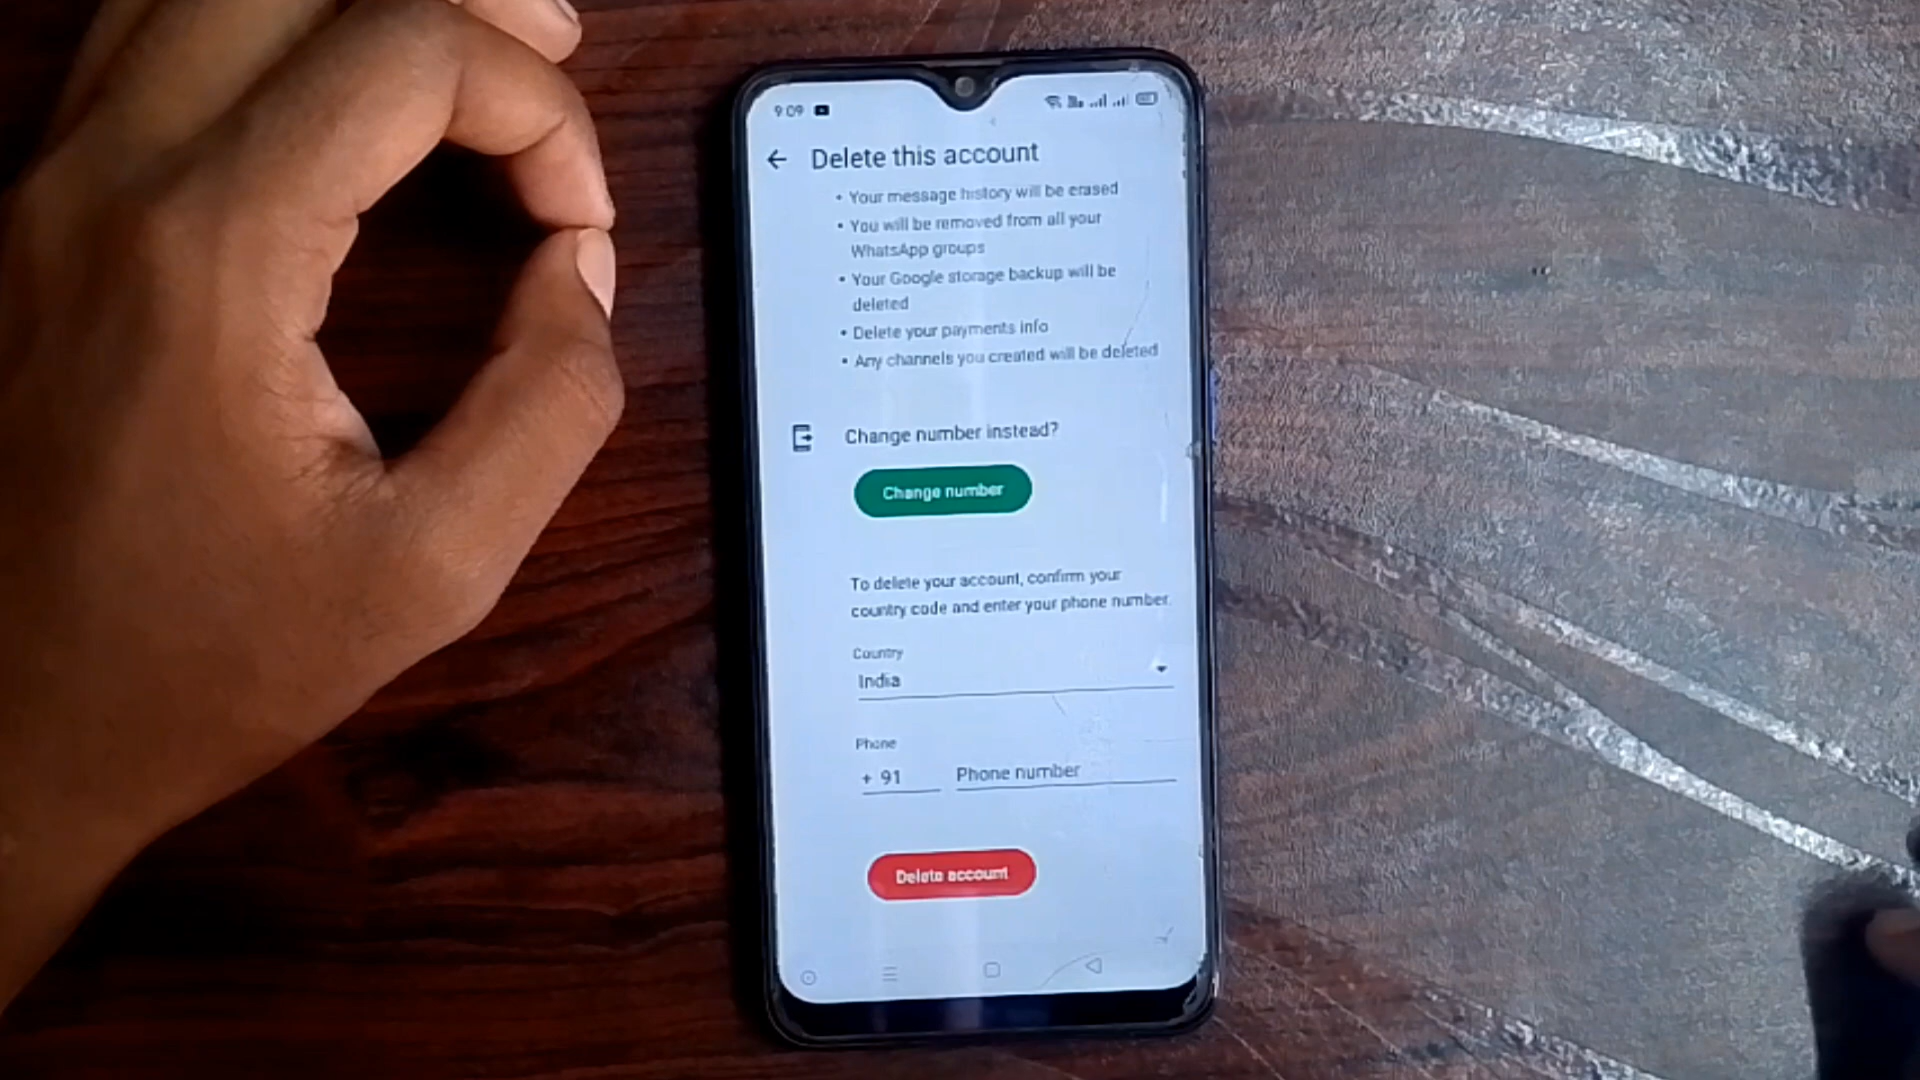 9:09
Delete this account
• Your message history will be erased
• You will be removed from all your
WhatsApp groups
• Your Google storage backup will be
deleted
• Delete your payments info
• Any channels you created will be deleted
Change number instead?
Change number
To delete your account, confirm your
country code and enter your phone number.
Country
India
Phone
+ 91 Phone number
Delete account